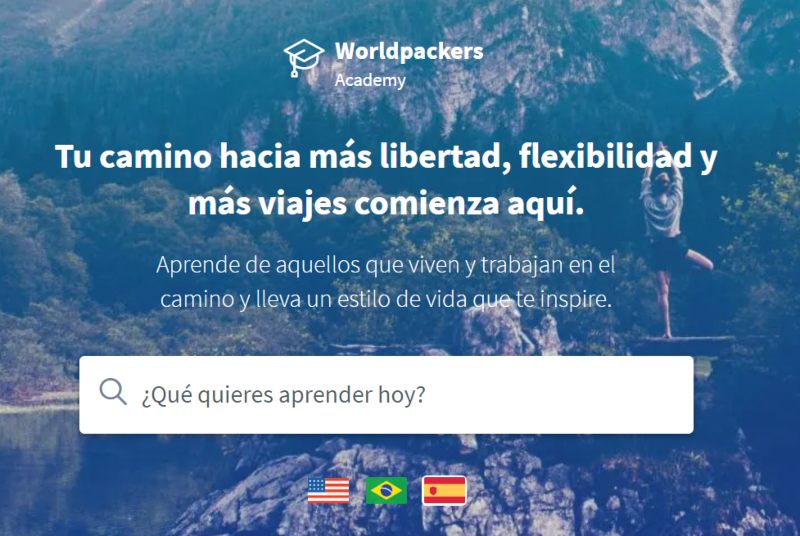 Worldpackers
Academy
Tu camino hacia más libertad, flexibilidad y
más viajes comienza aquí.
Aprende de aquellos que viven y trabajan en el
camino y lleva un estilo de vida que te inspire.
¿Qué quieres aprender hoy?